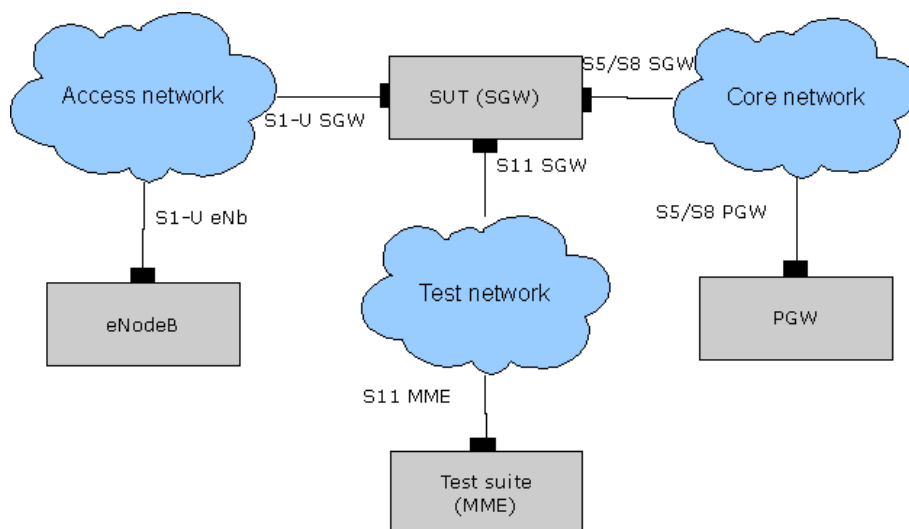 S5/S8 SGW
Access network
SUT (SGW)
Core network
S1-U SGW
S11 SGW
S1-U eNb
S5/S8 PGW
Test network
eNodeB
PGW
S11 MME
Test suite
(MME)